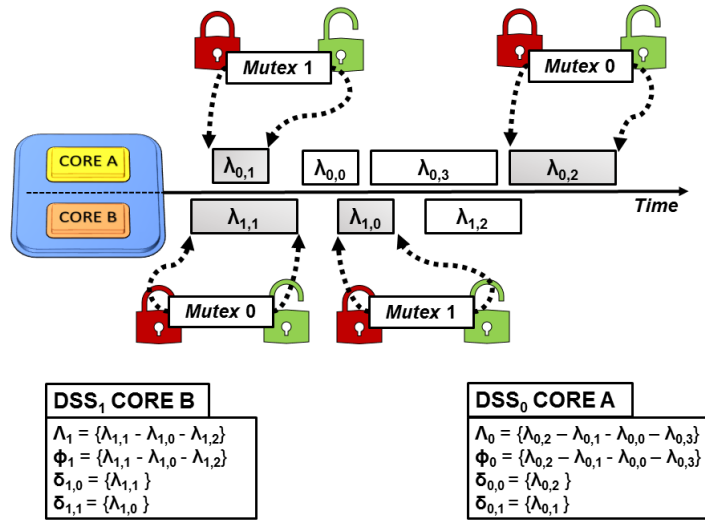 Mutex 1
Mutex 0
CORE A
λ0,1
λ0,0
λ0,3
λ0,2
Time
CORE B
λ1,1
λ1,0
λ1,2
Mutex 0
Mutex 1
DSS1 CORE B
Λ1 = {λ1,1 - λ1,0 - λ1,2}
ϕ1 = {λ1,1 - λ1,0 - λ1,2}
δ1,0 = {λ1,1 }
δ1,1 = {λ1,0 }
DSS0 CORE A
Λ0 = {λ0,2 – λ0,1 - λ0,0 – λ0,3}
ϕ0 = {λ0,2 – λ0,1 - λ0,0 – λ0,3}
δ0,0 = {λ0,2 }
δ0,1 = {λ0,1 }